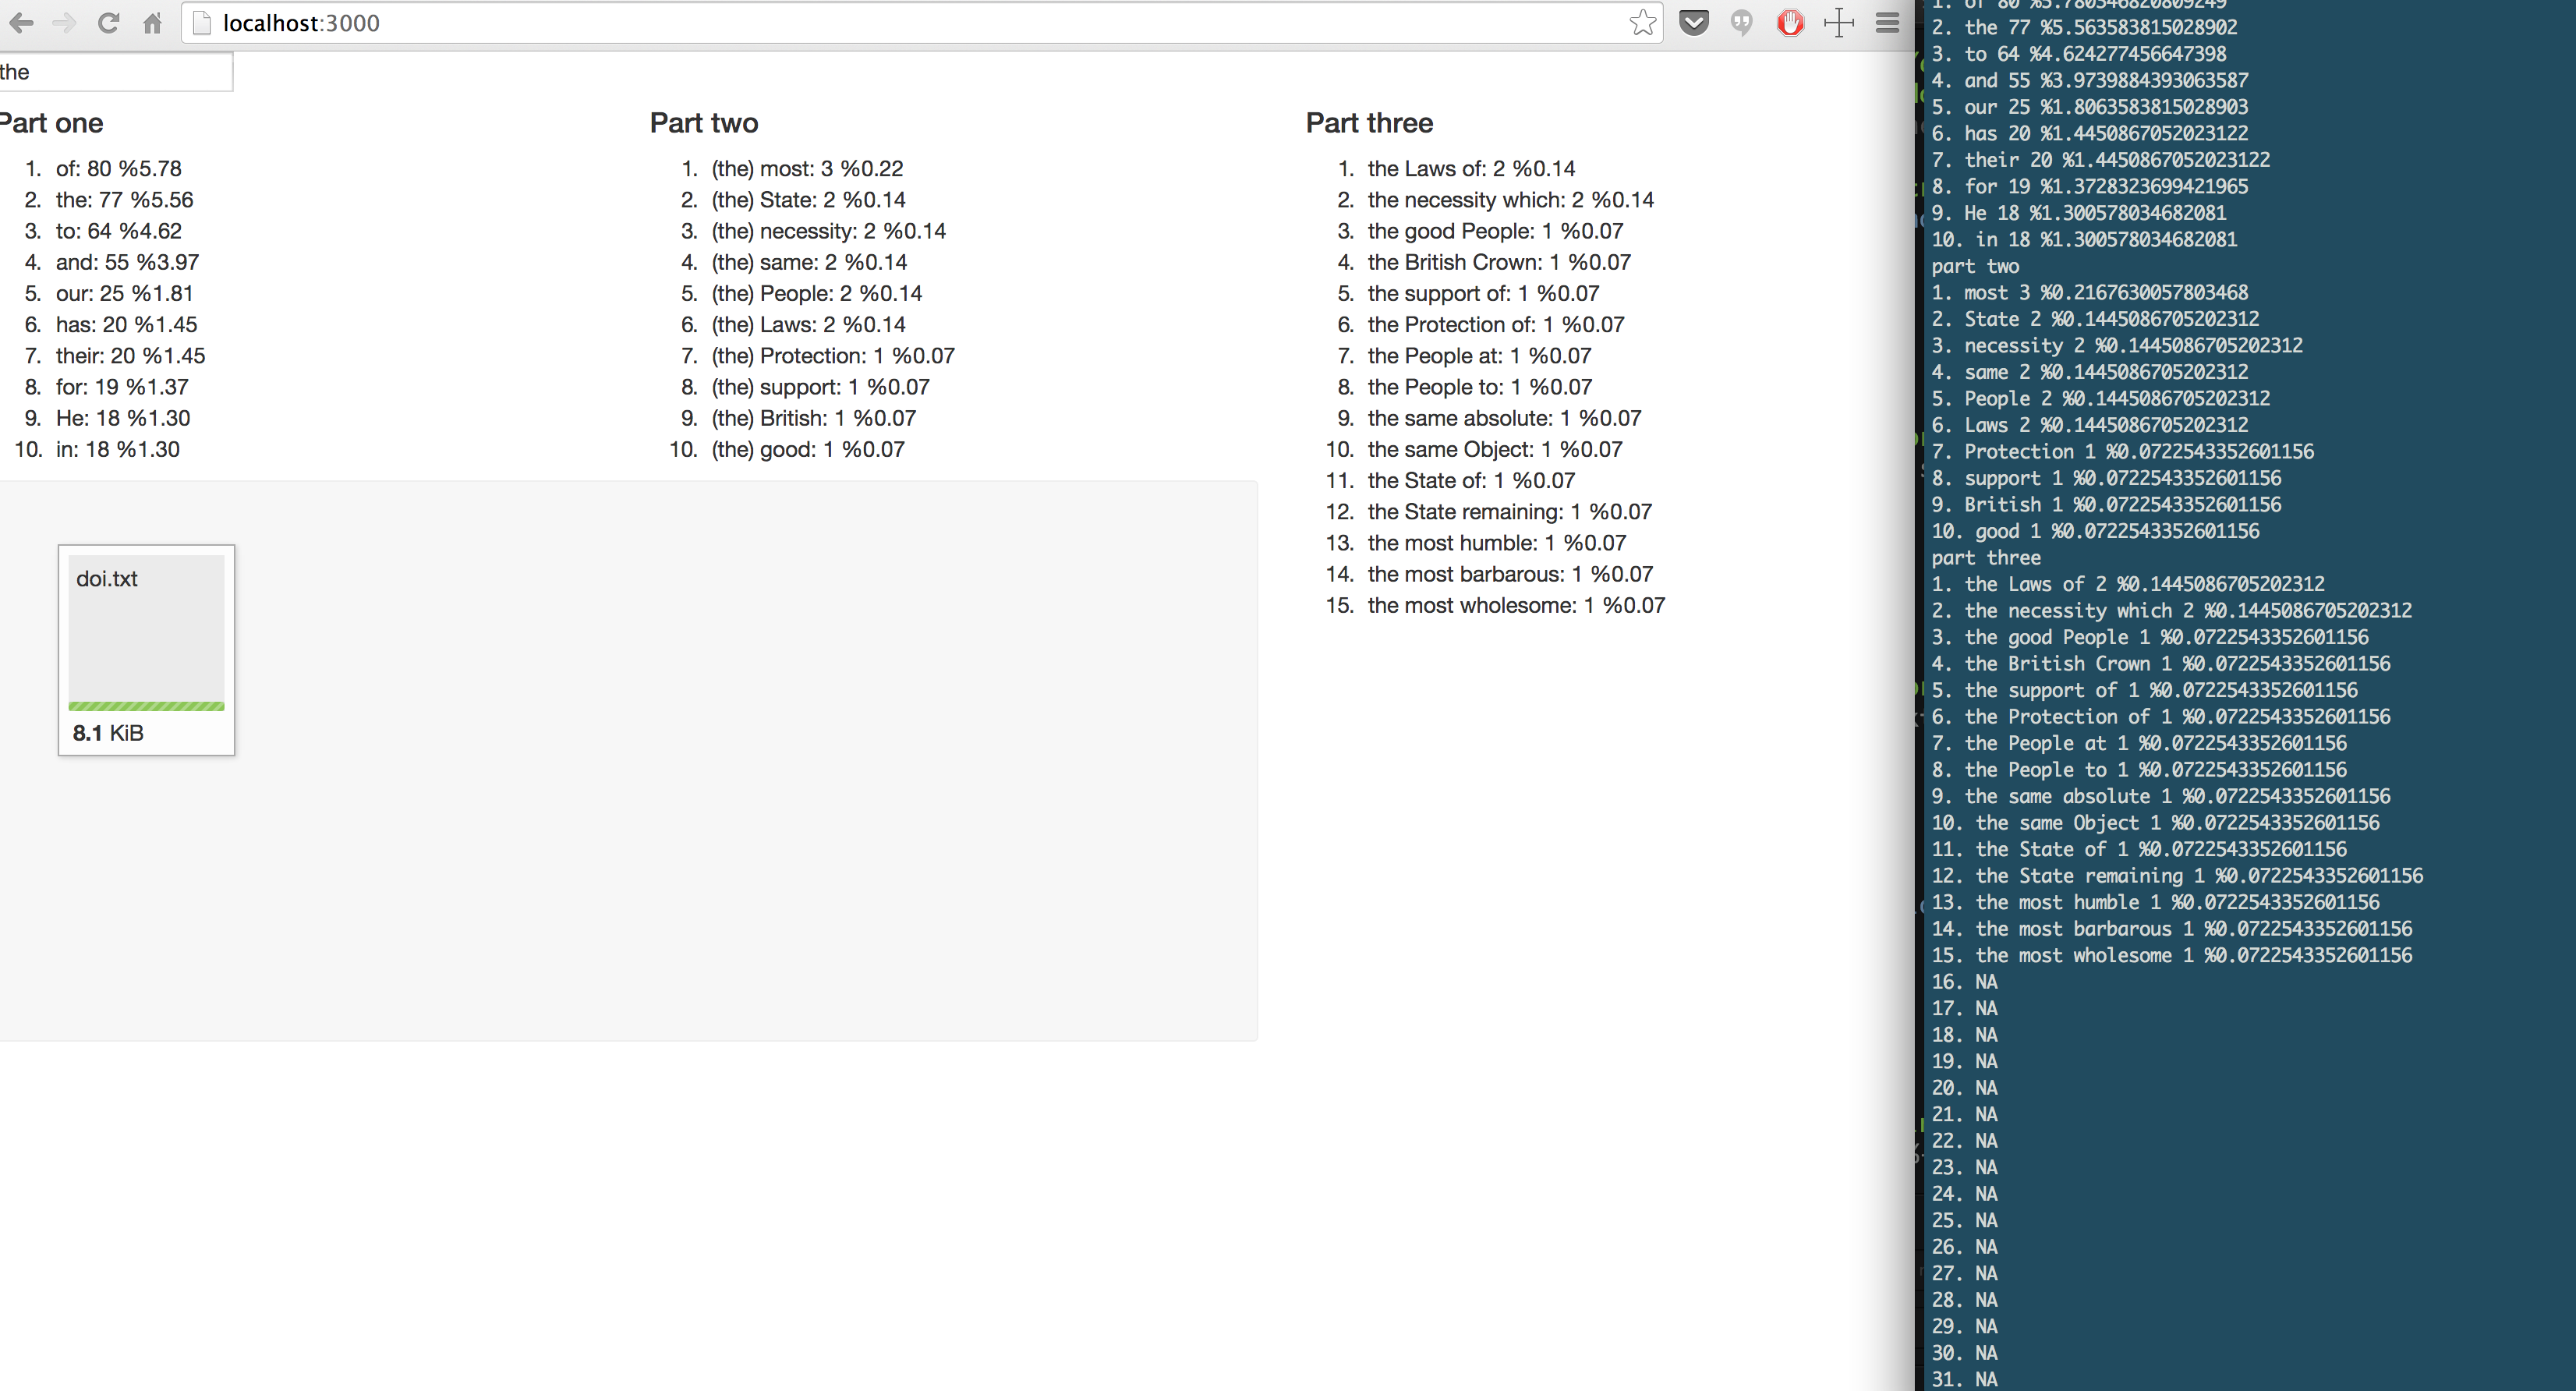 localhost:3000
the
Part one
1. of: 80 %5.78
2. the: 77 %5.56
3. to: 64 %4.62
4. and: 55 %3.97
5. our: 25 %1.81
6. has: 20 %1.45
7. their: 20 %1.45
8. for: 19 %1.37
9. He: 18 %1.30
10. in: 18 %1.30
Part two
1. (the) most: 3 %0.22
2. (the) State: 2 %0.14
3. (the) necessity: 2 %0.14
4. (the) same: 2 %0.14
5. (the) People: 2 %0.14
6. (the) Laws: 2 %0.14
7. (the) Protection: 1 %0.07
8. (the) support: 1 %0.07
9. (the) British: 1 %0.07
10. (the) good: 1 %0.07
Part three
1. the Laws of: 2 %0.14
2. the necessity which: 2 %0.14
3. the good People: 1 %0.07
4. the British Crown: 1 %0.07
5. the support of: 1 %0.07
6. the Protection of: 1 %0.07
7. the People at: 1 %0.07
8. the People to: 1 %0.07
9. the same absolute: 1 %0.07
10. the same Object: 1 %0.07
11. the State of: 1 %0.07
12. the State remaining: 1 %0.07
13. the most humble: 1 %0.07
14. the most barbarous: 1 %0.07
15. the most wholesome: 1 %0.07
doi.txt
8.1 KiB
1. of 80 %5.780346820809249
2. the 77 %5.563583815028902
3. to 64 %4.624277456647398
4. and 55 %3.9739884393063587
5. our 25 %1.8063583815028903
6. has 20 %1.4450867052023122
7. their 20 %1.4450867052023122
8. for 19 %1.3728323699421965
9. He 18 %1.300578034682081
10. in 18 %1.300578034682081
part two
1. most 3 %0.2167630057803468
2. State 2 %0.1445086705202312
3. necessity 2 %0.1445086705202312
4. same 2 %0.1445086705202312
5. People 2 %0.1445086705202312
6. Laws 2 %0.1445086705202312
7. Protection 1 %0.0722543352601156
8. support 1 %0.0722543352601156
9. British 1 %0.0722543352601156
10. good 1 %0.0722543352601156
part three
1. the Laws of 2 %0.1445086705202312
2. the necessity which 2 %0.1445086705202312
3. the good People 1 %0.0722543352601156
4. the British Crown 1 %0.0722543352601156
5. the support of 1 %0.0722543352601156
6. the Protection of 1 %0.0722543352601156
7. the People at 1 %0.0722543352601156
8. the People to 1 %0.0722543352601156
9. the same absolute 1 %0.0722543352601156
10. the same Object 1 %0.0722543352601156
11. the State of 1 %0.0722543352601156
12. the State remaining 1 %0.0722543352601156
13. the most humble 1 %0.0722543352601156
14. the most barbarous 1 %0.0722543352601156
15. the most wholesome 1 %0.0722543352601156
16. NA
17. NA
18. NA
19. NA
20. NA
21. NA
22. NA
23. NA
24. NA
25. NA
26. NA
27. NA
28. NA
29. NA
30. NA
31. NA